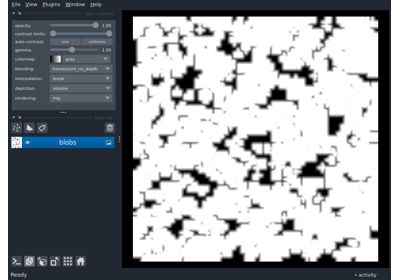 File View Plugins Window Help
opacity: 1.00
contrast limits:
auto-contrast: once continuous
gamma: 1.00
colormap: gray
blending: translucent_no_depth
interpolation: linear
depiction: volume
rendering: mip
blobs
Ready
activity